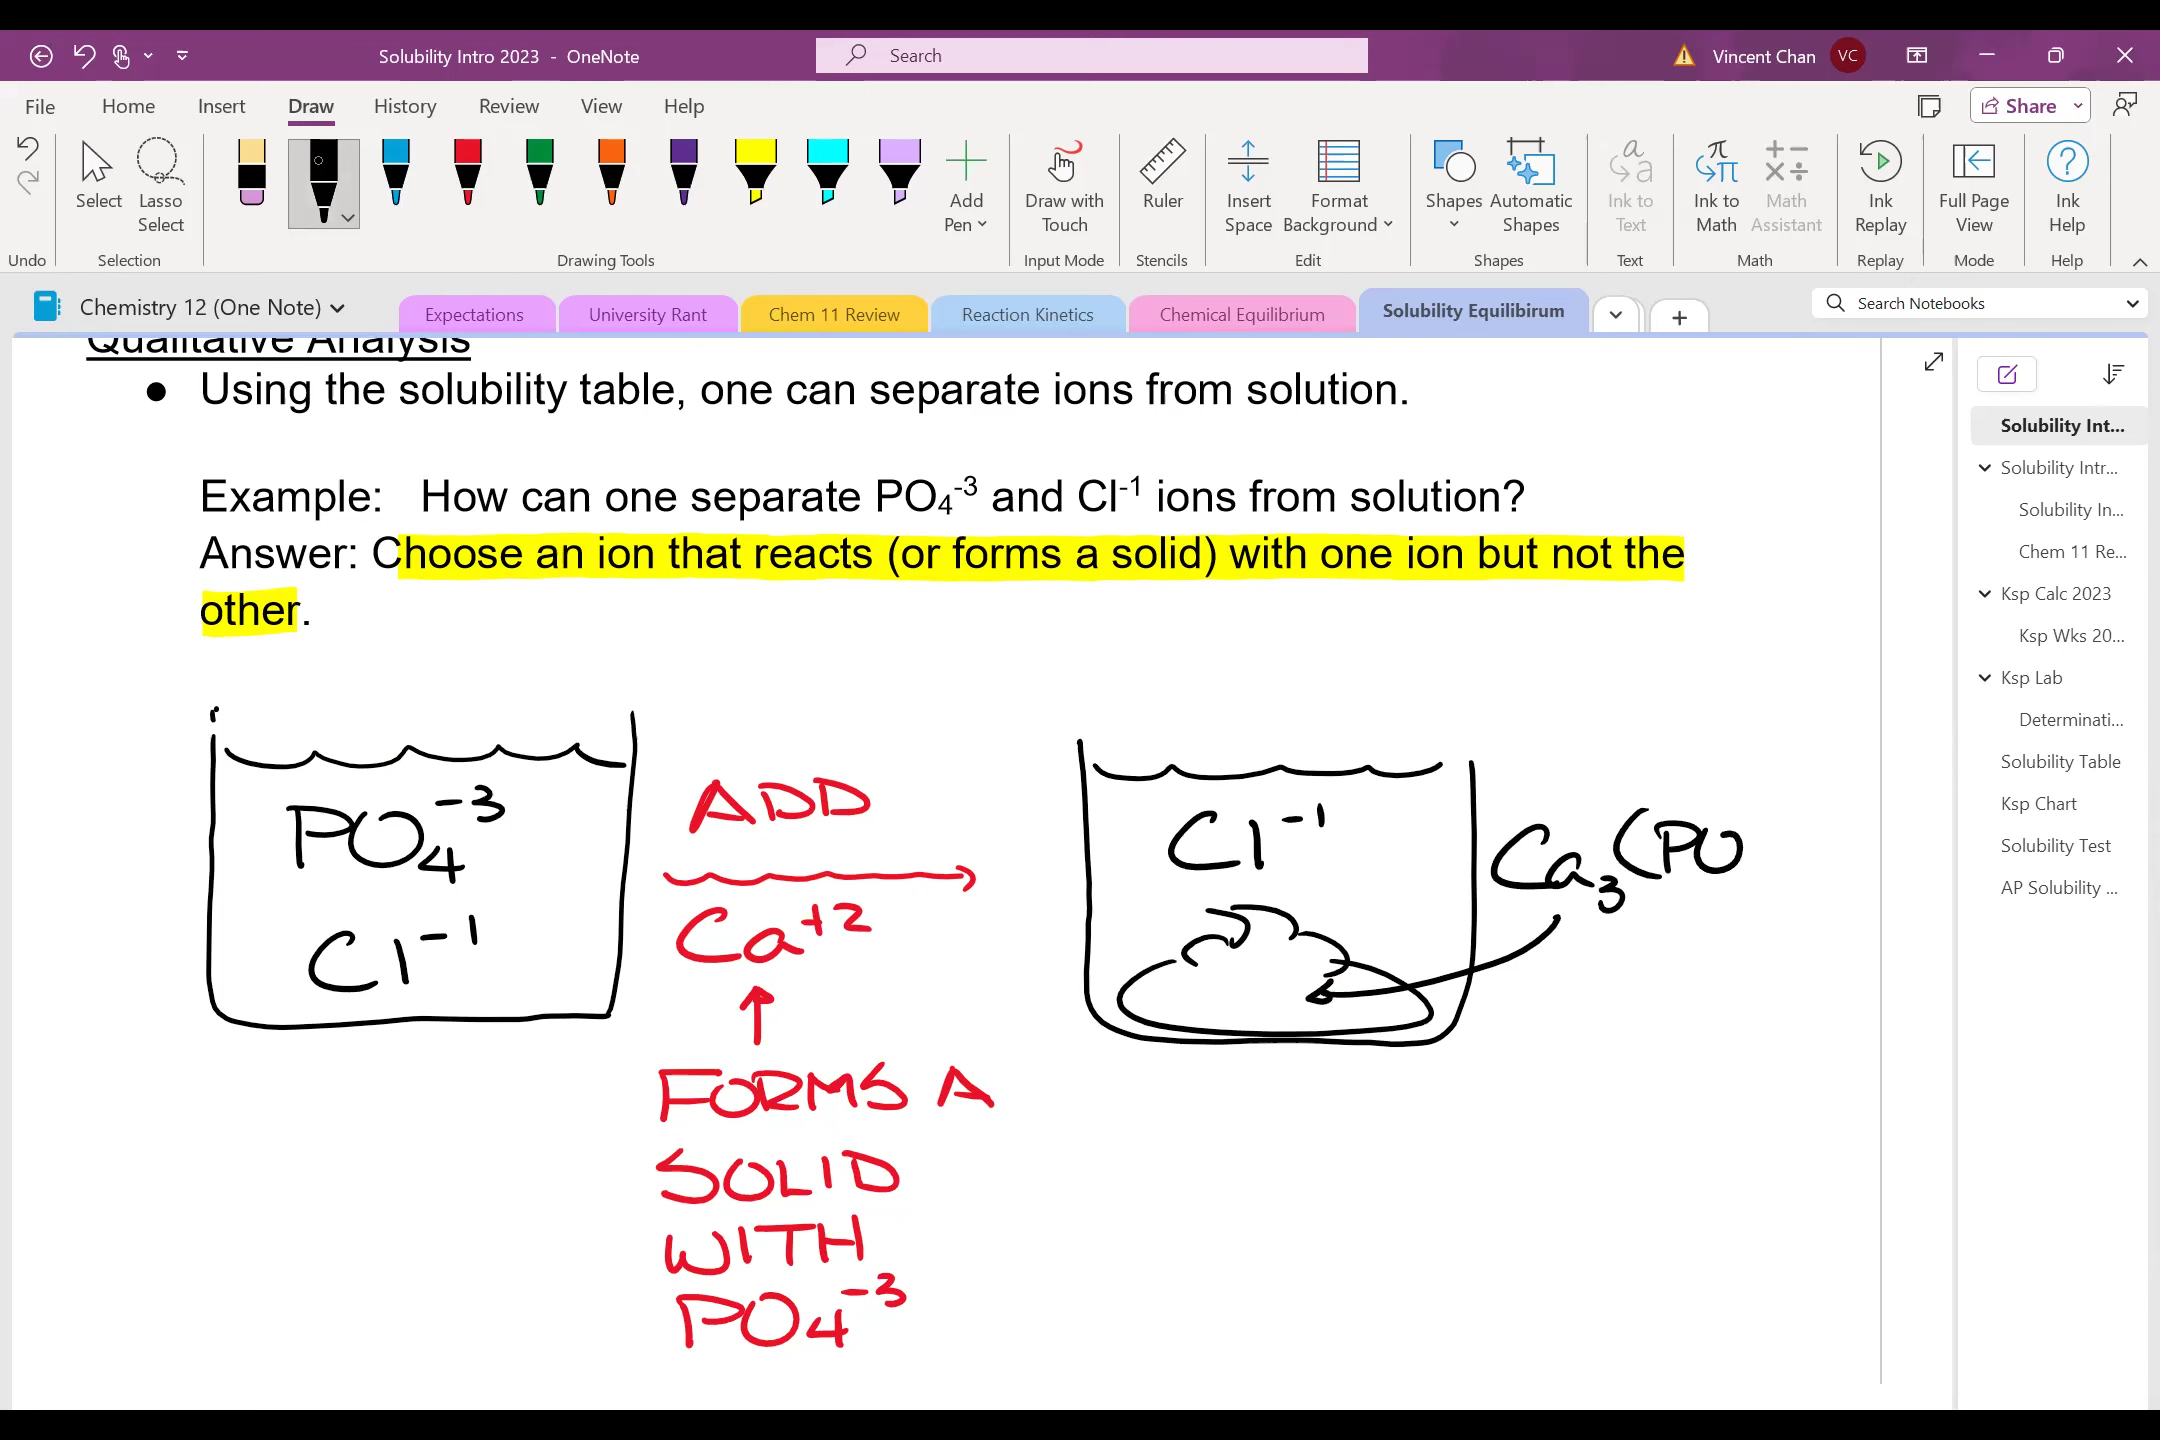 Solubility Intro 2023 - OneNote
Search
Vincent Chan
VC
File
Home
Insert
Draw
History
Review
View
Help
Share
Select
Lasso Select
Add Pen
Draw with Touch
Ruler
Insert Space
Format Background
Shapes
Automatic Shapes
Ink to Text
Ink to Math
Math Assistant
Ink Replay
Full Page View
Ink Help
Undo
Selection
Drawing Tools
Input Mode
Stencils
Edit
Shapes
Text
Math
Replay
Mode
Help
Chemistry 12 (One Note)
Expectations
University Rant
Chem 11 Review
Reaction Kinetics
Chemical Equilibrium
Solubility Equilibirum
Search Notebooks
Qualitative Analysis
● Using the solubility table, one can separate ions from solution.
Example: How can one separate PO₄⁻³ and Cl⁻¹ ions from solution?
Answer: Choose an ion that reacts (or forms a solid) with one ion but not the
other.
PO₄⁻³
Cl⁻¹
ADD
Ca⁺²
FORMS A
SOLID
WITH
PO₄⁻³
Cl⁻¹
Ca₃(PO
Solubility Int...
Solubility Intr...
Solubility In...
Chem 11 Re...
Ksp Calc 2023
Ksp Wks 20...
Ksp Lab
Determinati...
Solubility Table
Ksp Chart
Solubility Test
AP Solubility ...